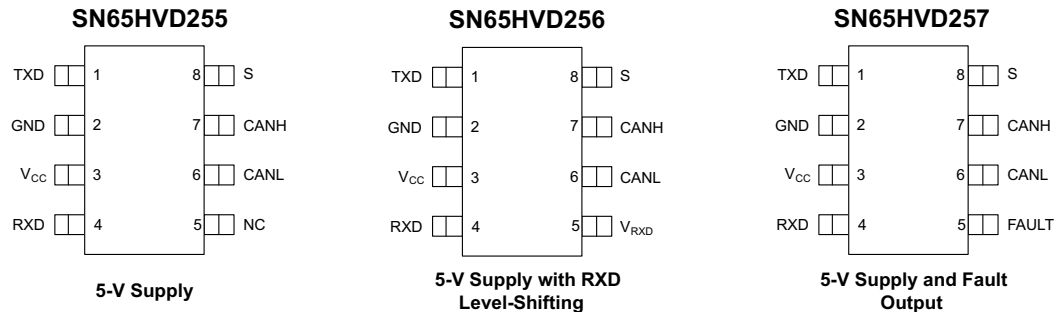 SN65HVD255
TXD 1 8 S
GND 2 7 CANH
VCC 3 6 CANL
RXD 4 5 NC
5-V Supply
SN65HVD256
TXD 1 8 S
GND 2 7 CANH
VCC 3 6 CANL
RXD 4 5 VRXD
5-V Supply with RXD
Level-Shifting
SN65HVD257
TXD 1 8 S
GND 2 7 CANH
VCC 3 6 CANL
RXD 4 5 FAULT
5-V Supply and Fault
Output